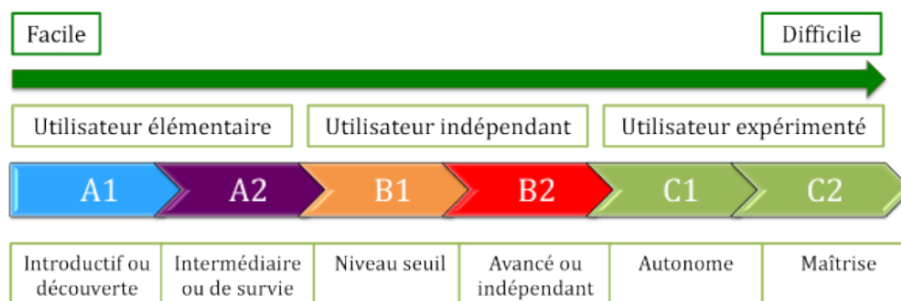 Facile
Difficile
Utilisateur élémentaire
Utilisateur indépendant
Utilisateur expérimenté
A1
A2
B1
B2
C1
C2
Introductif ou
découverte
Intermédiaire
ou de survie
Niveau seuil
Avancé ou
indépendant
Autonome
Maîtrise